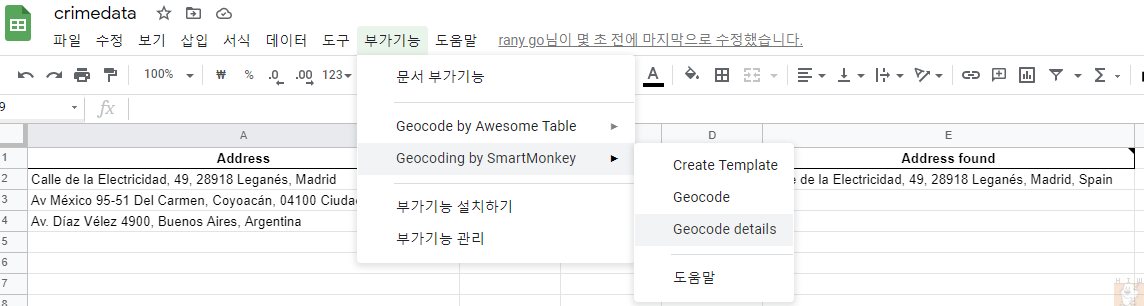 crimedata
파일 수정 보기 삽입 서식 데이터 도구 부가기능 도움말 rany go님이 몇 초 전에 마지막으로 수정했습니다.
100% ₩ % .0 .00 123 A Σ
문서 부가기능
9 fx
Geocode by Awesome Table
A D E
Geocoding by SmartMonkey
1 Address Address found
Create Template
2 Calle de la Electricidad, 49, 28918 Leganés, Madrid de la Electricidad, 49, 28918 Leganés, Madrid, Spain
Geocode
3 Av México 95-51 Del Carmen, Coyoacán, 04100 Ciuda
부가기능 설치하기
4 Av. Díaz Vélez 4900, Buenos Aires, Argentina
Geocode details
5
부가기능 관리
6
도움말
7
8